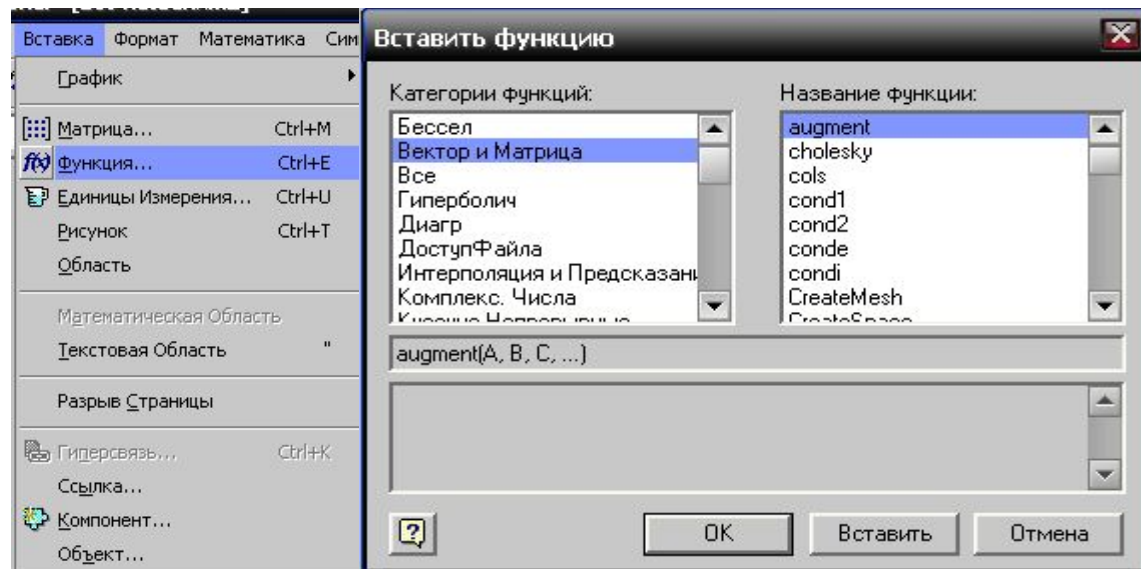 Вставка Формат Математика Сим
График
Матрица... Ctrl+M
f(x) Функция... Ctrl+E
Единицы Измерения... Ctrl+U
Рисунок Ctrl+T
Область
Математическая Область
Текстовая Область "
Разрыв Страницы
Гиперсвязь... Ctrl+K
Ссылка...
Компонент...
Объект...
Вставить функцию
Категории функций:
Бессел
Вектор и Матрица
Все
Гиперболич
Диагр
ДоступФайла
Интерполяция и Предсказани
Комплекс. Числа
Название функции:
augment
cholesky
cols
cond1
cond2
conde
condi
CreateMesh
CreateSpace
augment(A, B, C, ...)
?
OK Вставить Отмена